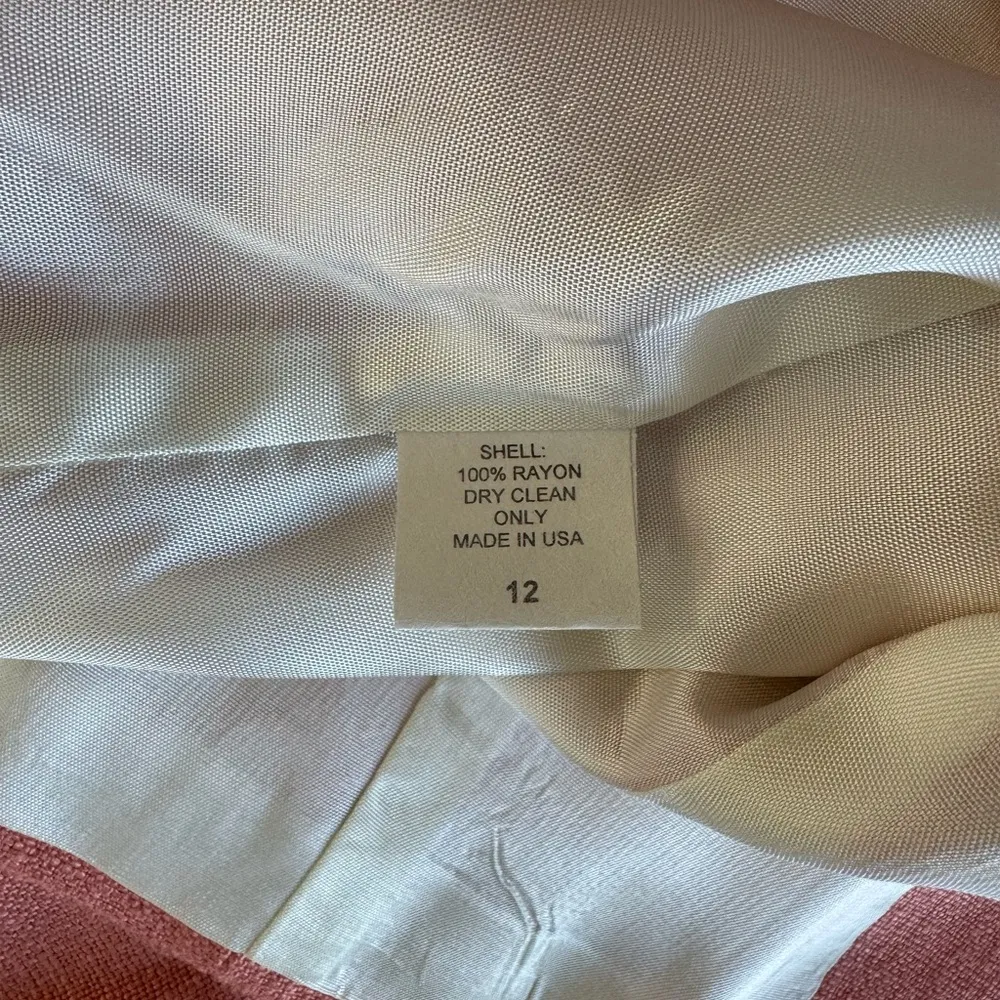 SHELL:
100% RAYON
DRY CLEAN
ONLY
MADE IN USA
12